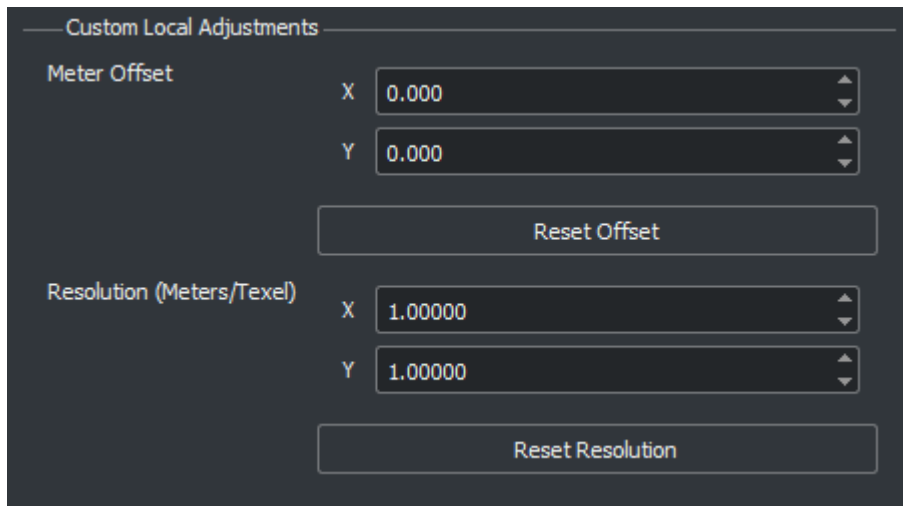 Custom Local Adjustments
Meter Offset
X 0.000
Y 0.000
Reset Offset
Resolution (Meters/Texel)
X 1.00000
Y 1.00000
Reset Resolution